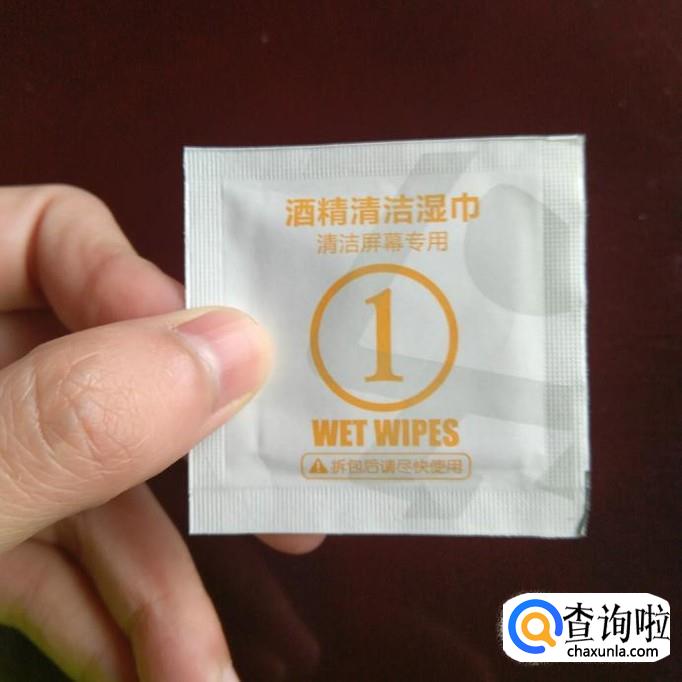 酒精清洁湿巾
清洁屏幕专用
1
WET WIPES
拆包后请尽快使用
查询啦
chaxunla.com